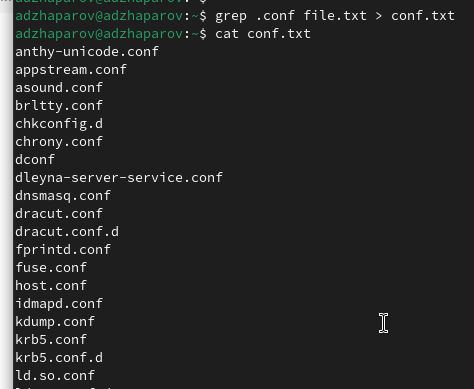 adzhaparov@adzhaparov:~$ grep .conf file.txt > conf.txt
adzhaparov@adzhaparov:~$ cat conf.txt
anthy-unicode.conf
appstream.conf
asound.conf
brltty.conf
chkconfig.d
chrony.conf
dconf
dleyna-server-service.conf
dnsmasq.conf
dracut.conf
dracut.conf.d
fprintd.conf
fuse.conf
host.conf
idmapd.conf
kdump.conf
krb5.conf
krb5.conf.d
ld.so.conf